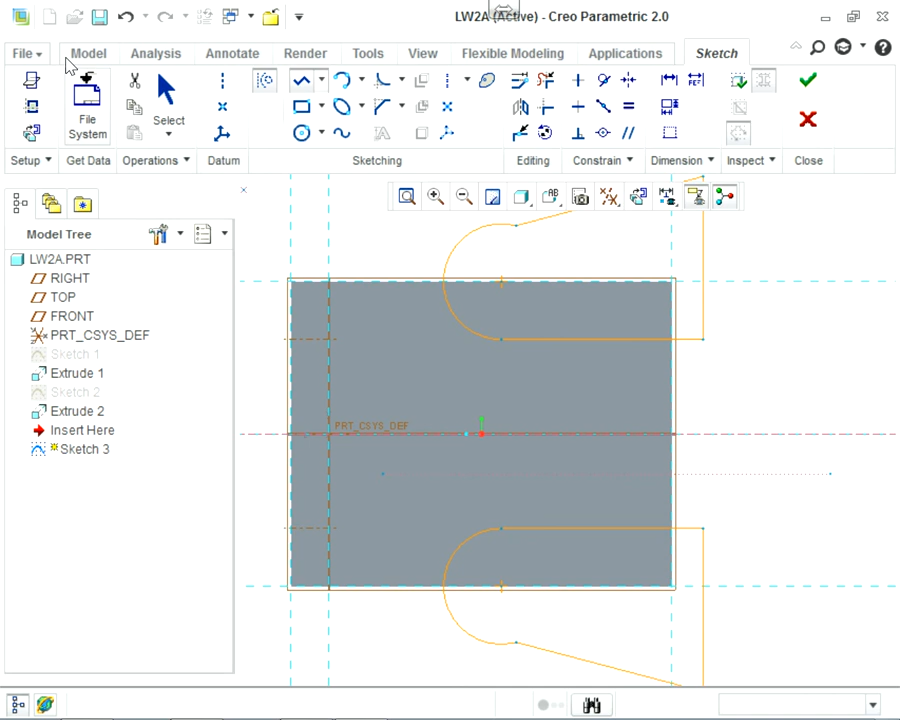 LW2A (Active) - Creo Parametric 2.0
File Model Analysis Annotate Render Tools View Flexible Modeling Applications Sketch
File
System
Select
Setup Get Data Operations Datum Sketching Editing Constrain Dimension Inspect Close
Model Tree
LW2A.PRT
RIGHT
TOP
FRONT
PRT_CSYS_DEF
Sketch 1
Extrude 1
Sketch 2
Extrude 2
Insert Here
Sketch 3
PRT_CSYS_DEF